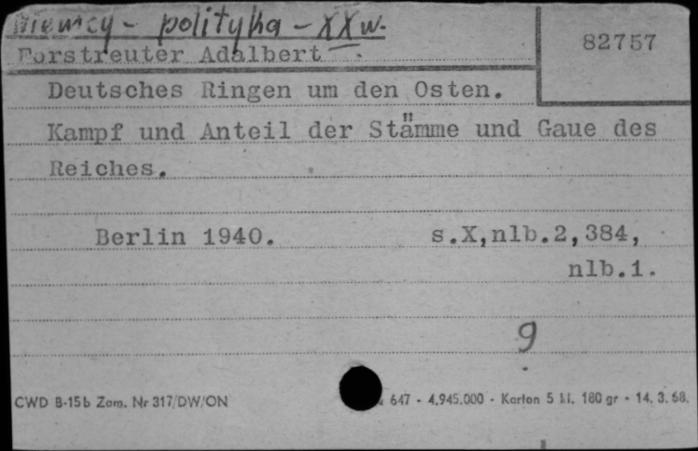 Niemcy - polityka - XX w.
82757
Forstreuter Adalbert
Deutsches Ringen um den Osten.
Kampf und Anteil der Stämme und Gaue des
Reiches.
Berlin 1940. s.X,nlb.2,384,
nlb.1.
9
CWD B-15b Zam. Nr 317/DW/ON 647 - 4.945.000 - Karton 5 kl. 180 gr - 14. 3. 68.